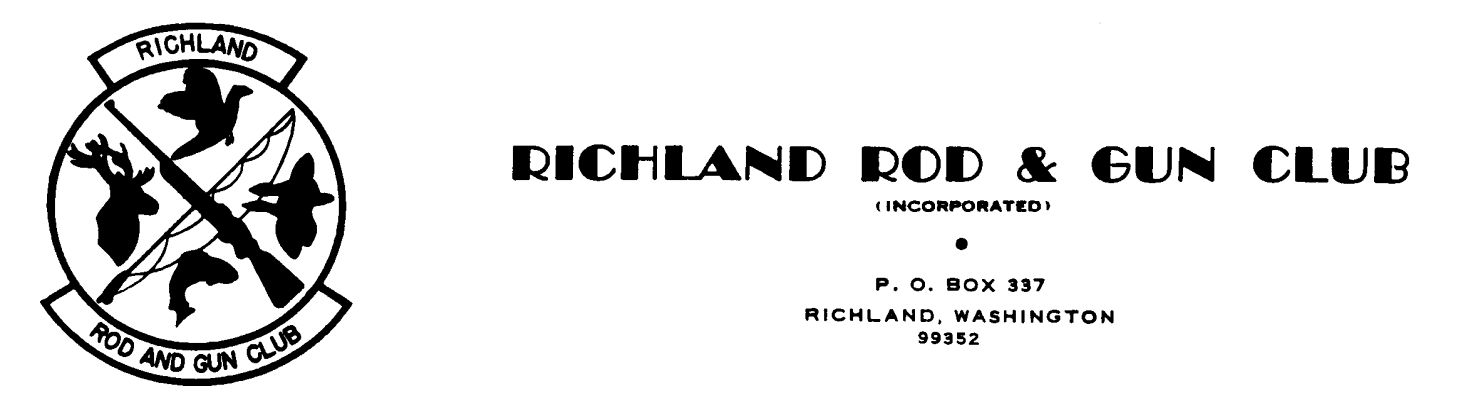 RICHLAND
ROD AND GUN CLUB
RICHLAND ROD & GUN CLUB
(INCORPORATED)
•
P. O. BOX 337
RICHLAND, WASHINGTON
99352